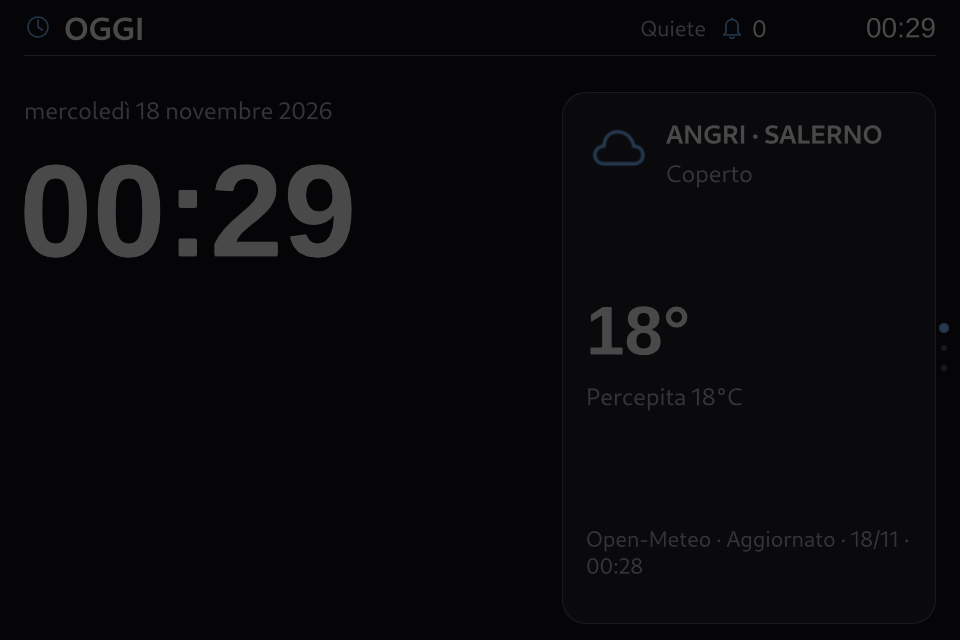 OGGI
Quiete
0
00:29
mercoledì 18 novembre 2026
00:29
ANGRI · SALERNO
Coperto
18°
Percepita 18°C
Open-Meteo · Aggiornato · 18/11 ·
00:28